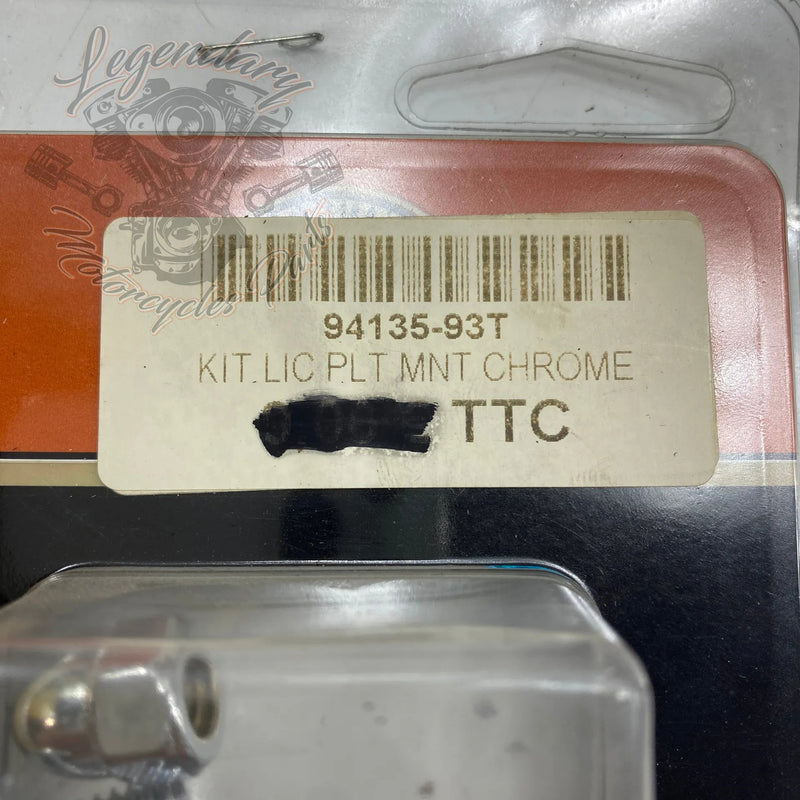 Legendary
Motorcycles Parts
94135-93T
KIT LIC PLT MNT CHROME
TTC